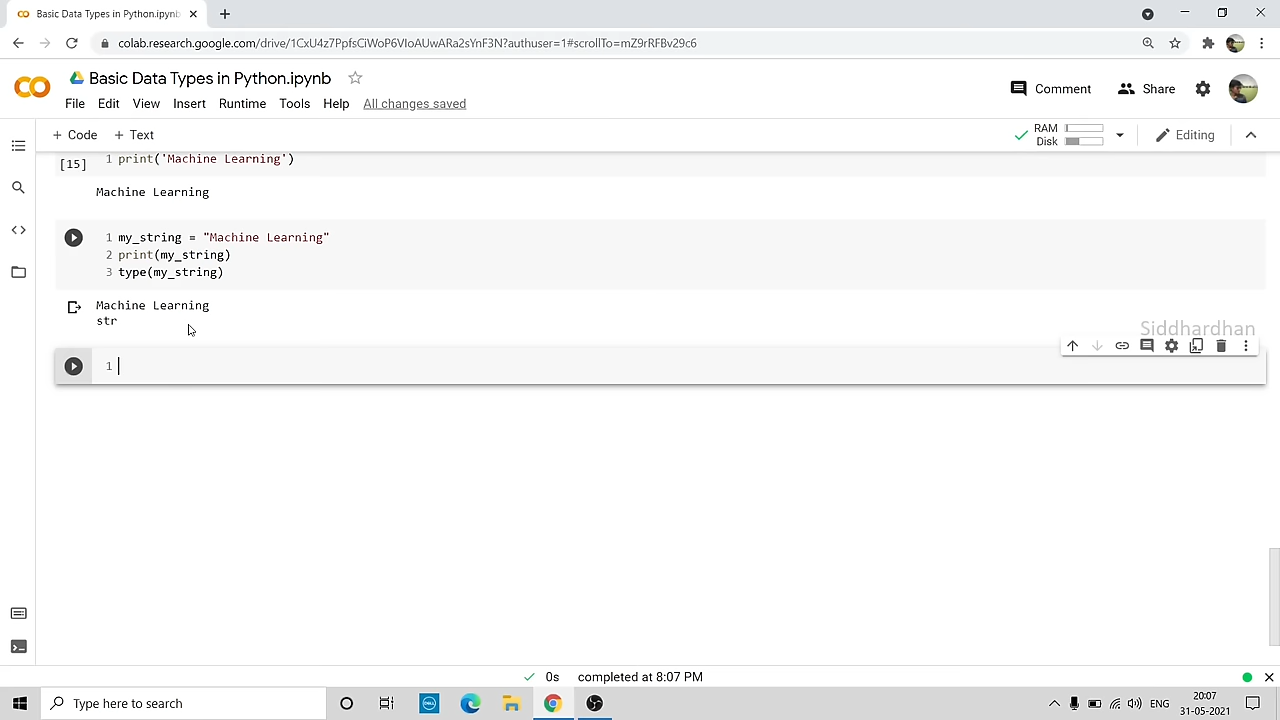 Basic Data Types in Python.ipynb
colab.research.google.com/drive/1CxU4z7PpfsCiWoP6VIoAUwARa2sYnF3N?authuser=1#scrollTo=mZ9rRFBv29c6
CO
Basic Data Types in Python.ipynb
Comment
Share
File Edit View Insert Runtime Tools Help All changes saved
+ Code + Text
RAM
Disk
Editing
[15]
1 print('Machine Learning')
Machine Learning
1 my_string = "Machine Learning"
2 print(my_string)
3 type(my_string)
Machine Learning
str
Siddhardhan
1
0s completed at 8:07 PM
Type here to search
DELL
ENG
20:07
31-05-2021